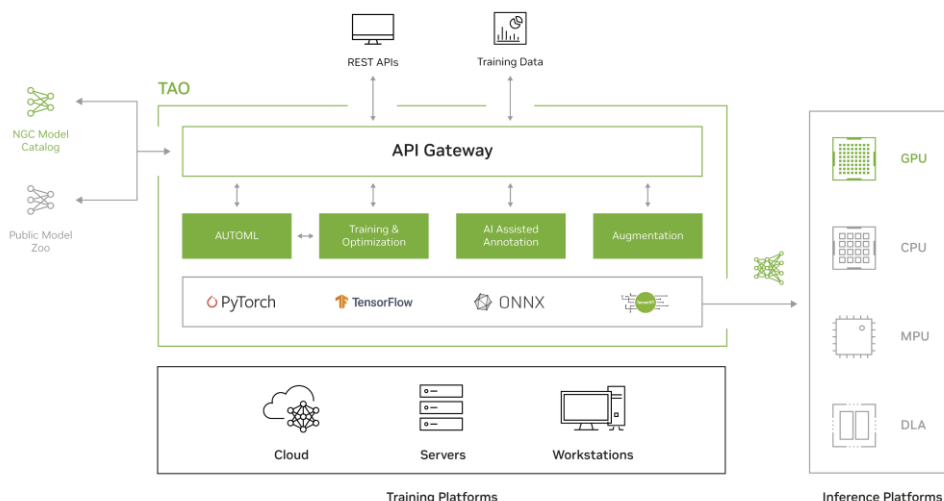 REST APIs
Training Data
TAO
NGC Model
Catalog
Public Model
Zoo
API Gateway
AUTOML
Training &
Optimization
AI Assisted
Annotation
Augmentation
PyTorch
TensorFlow
ONNX
TensorRT
GPU
CPU
MPU
DLA
Cloud
Servers
Workstations
Training Platforms
Inference Platforms